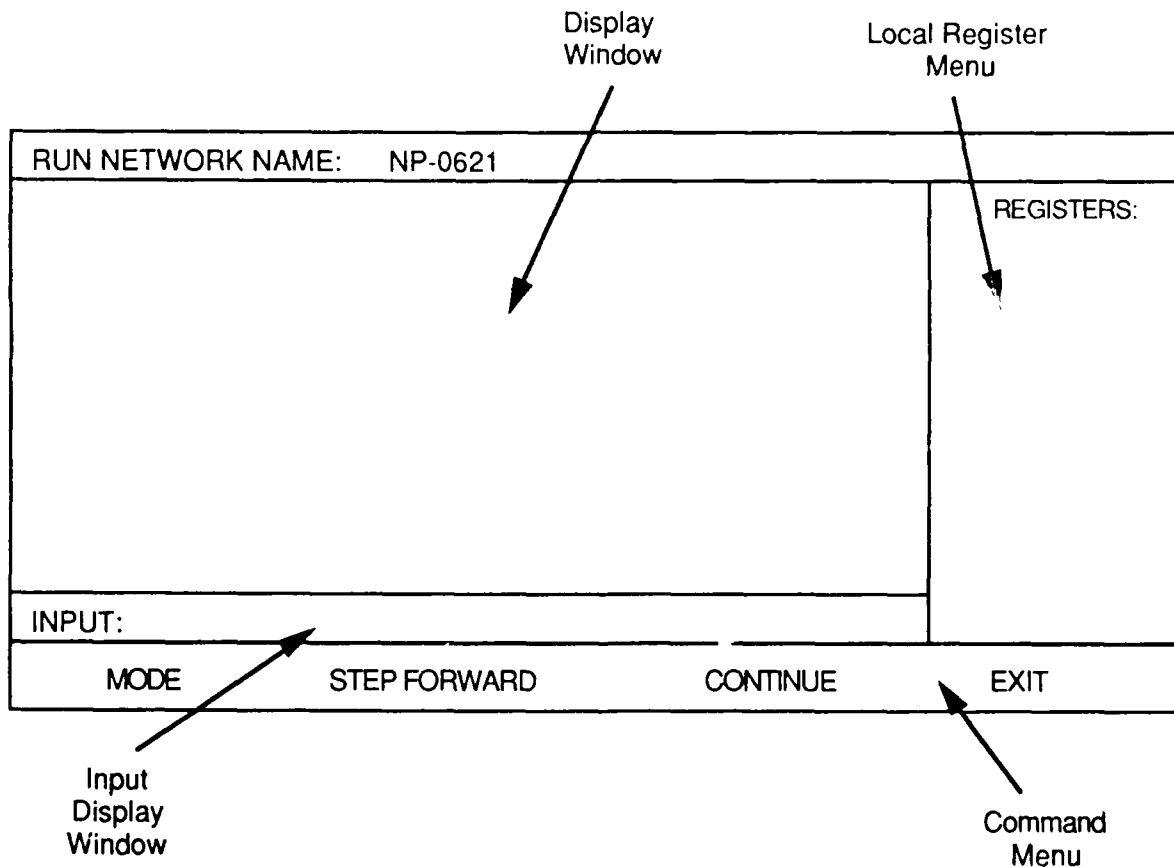 Display
Window
Local Register
Menu
RUN NETWORK NAME: NP-0621
REGISTERS:
INPUT:
MODE STEP FORWARD CONTINUE EXIT
Input
Display
Window
Command
Menu